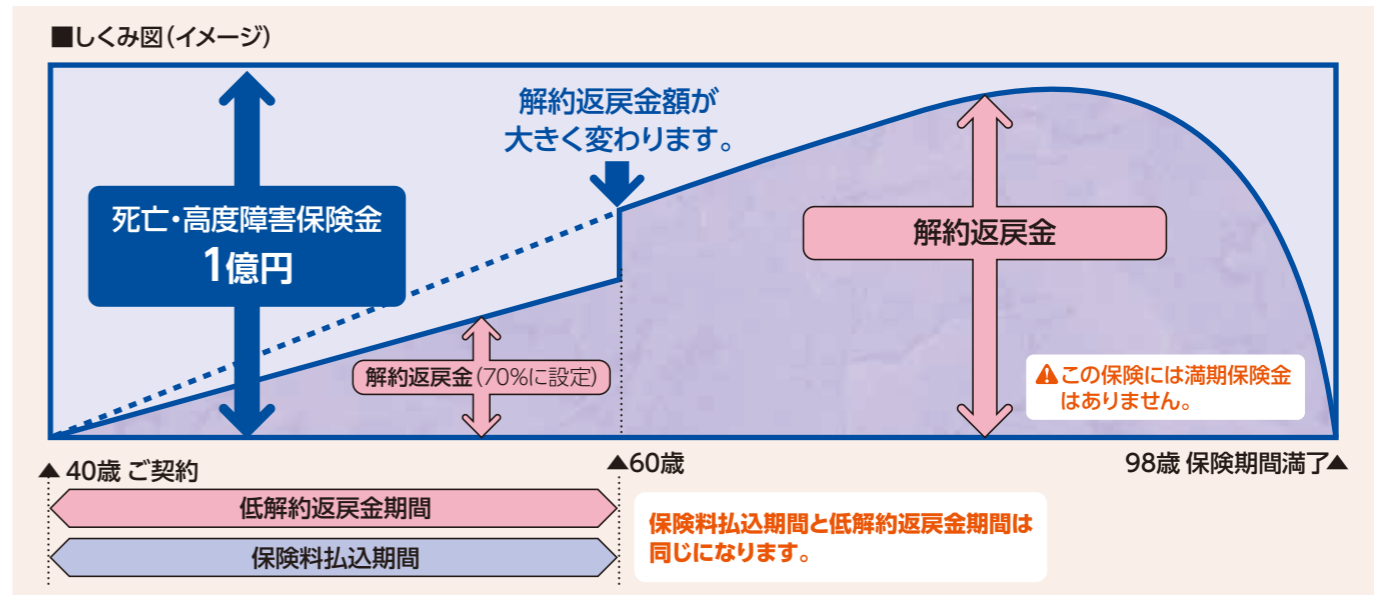 ■しくみ図(イメージ)
解約返戻金額が
大きく変わります。
死亡・高度障害保険金
1億円
解約返戻金
解約返戻金(70%に設定)
この保険には満期保険金
はありません。
▲ 40歳 ご契約
▲60歳
98歳 保険期間満了▲
低解約返戻金期間
保険料払込期間
保険料払込期間と低解約返戻金期間は
同じになります。